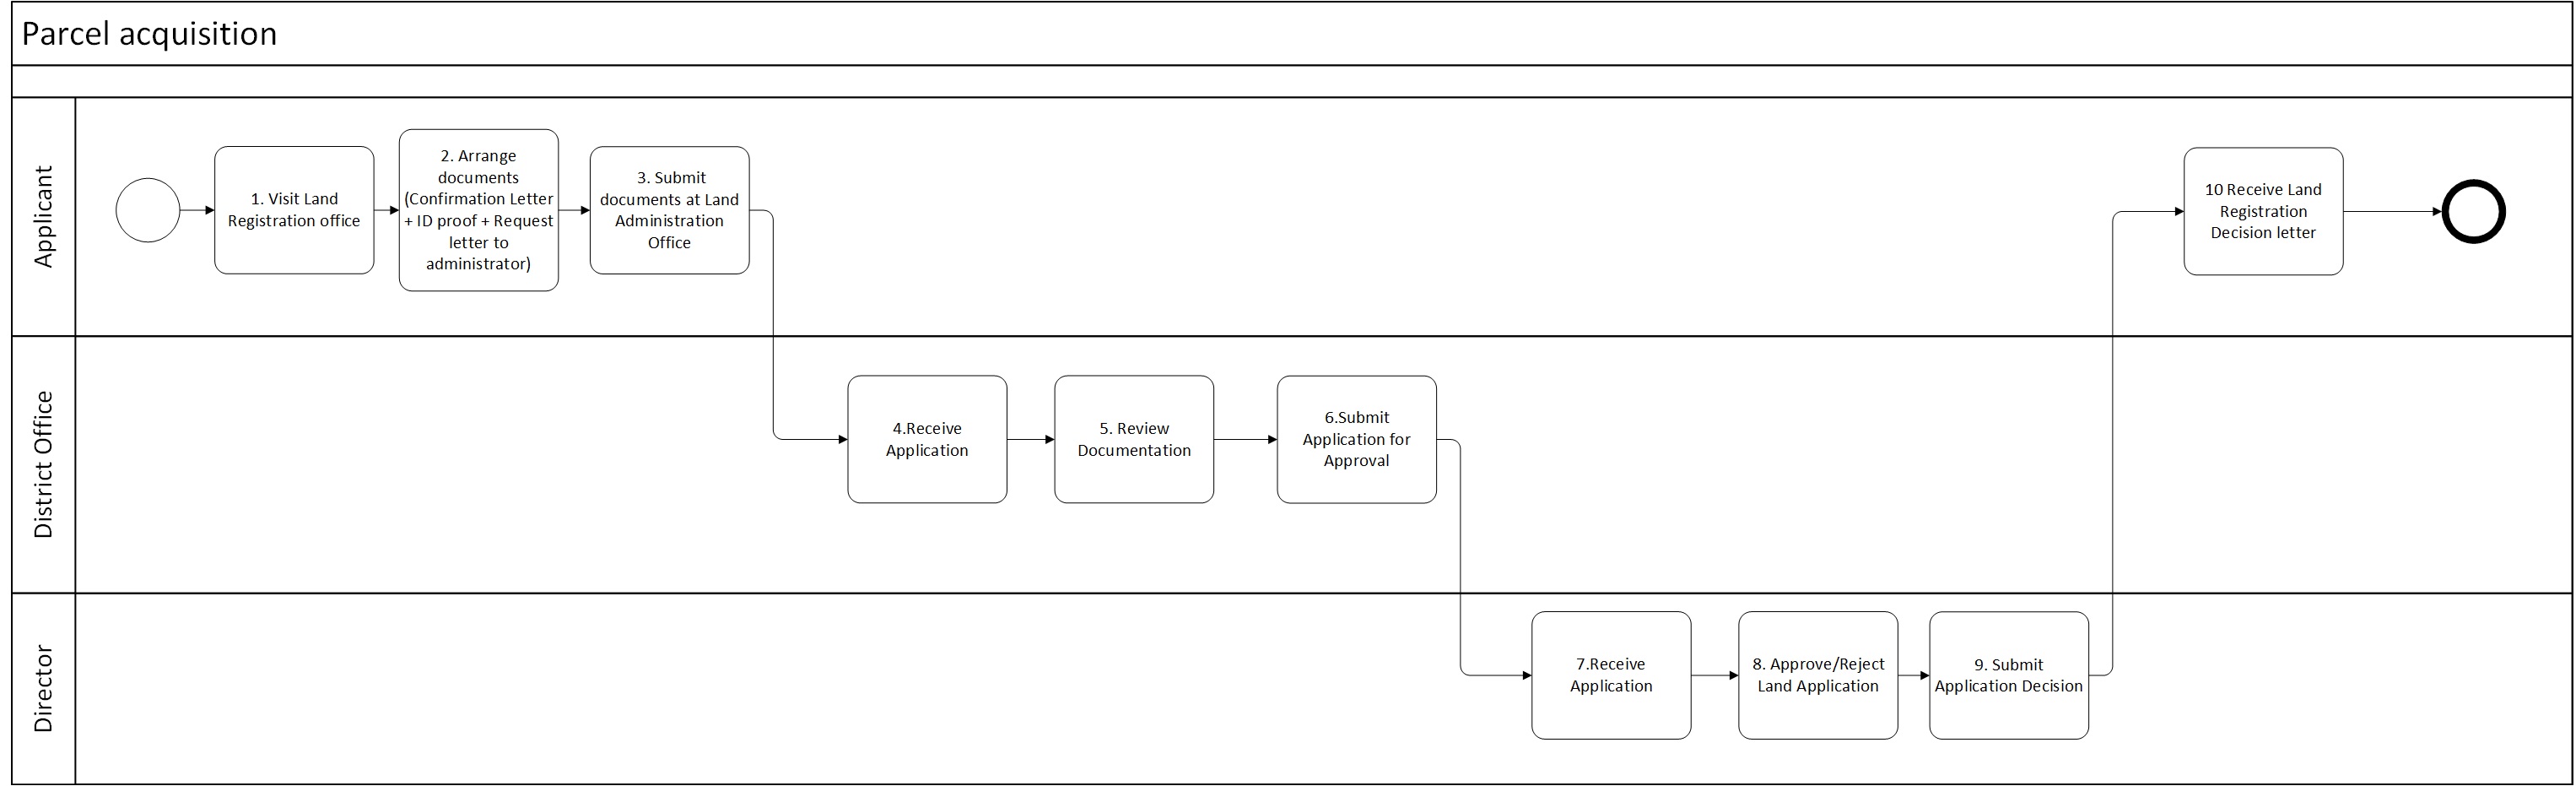 Parcel acquisition
Applicant
1. Visit Land
Registration office
2. Arrange
documents
(Confirmation Letter
+ ID proof + Request
letter to
administrator)
3. Submit
documents at Land
Administration
Office
10 Receive Land
Registration
Decision letter
District Office
4.Receive
Application
5. Review
Documentation
6.Submit
Application for
Approval
Director
7.Receive
Application
8. Approve/Reject
Land Application
9. Submit
Application Decision